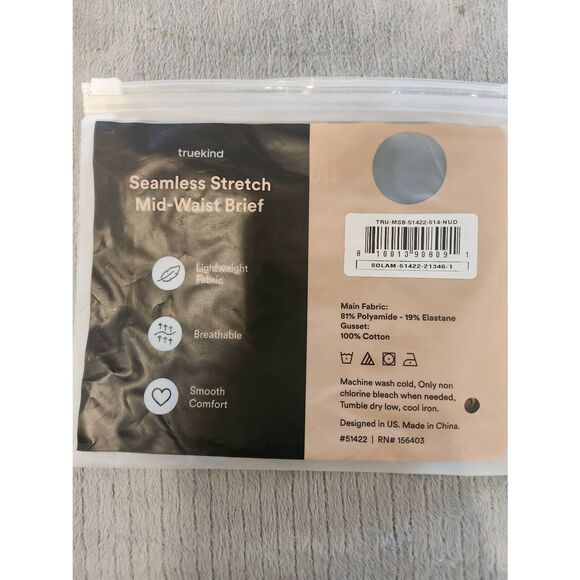 truekind
Seamless Stretch
Mid-Waist Brief
Lightweight
Fabric
Breathable
Smooth
Comfort
TRU-MSB-51422-014-NUD
8 10013 90809 1
SOLAM-51422-21346-1
Main Fabric:
81% Polyamide - 19% Elastane
Gusset:
100% Cotton
Machine wash cold, Only non
chlorine bleach when needed,
Tumble dry low, cool iron.
Designed in US. Made in China.
#51422 | RN# 156403